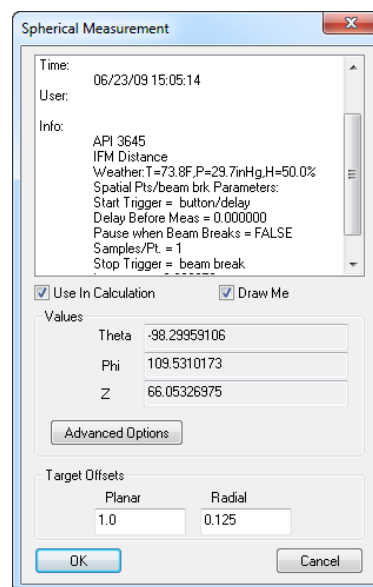 Spherical Measurement
Time:
06/23/09 15:05:14
User:
Info:
API 3645
IFM Distance
Weather:T=73.8F,P=29.7inHg,H=50.0%
Spatial Pts/beam brk Parameters:
Start Trigger = button/delay
Delay Before Meas = 0.000000
Pause when Beam Breaks = FALSE
Samples/Pt. = 1
Stop Trigger = beam break
Use In Calculation
Draw Me
Values
Theta -98.29959106
Phi 109.5310173
Z 66.05326975
Advanced Options
Target Offsets
Planar Radial
1.0 0.125
OK Cancel